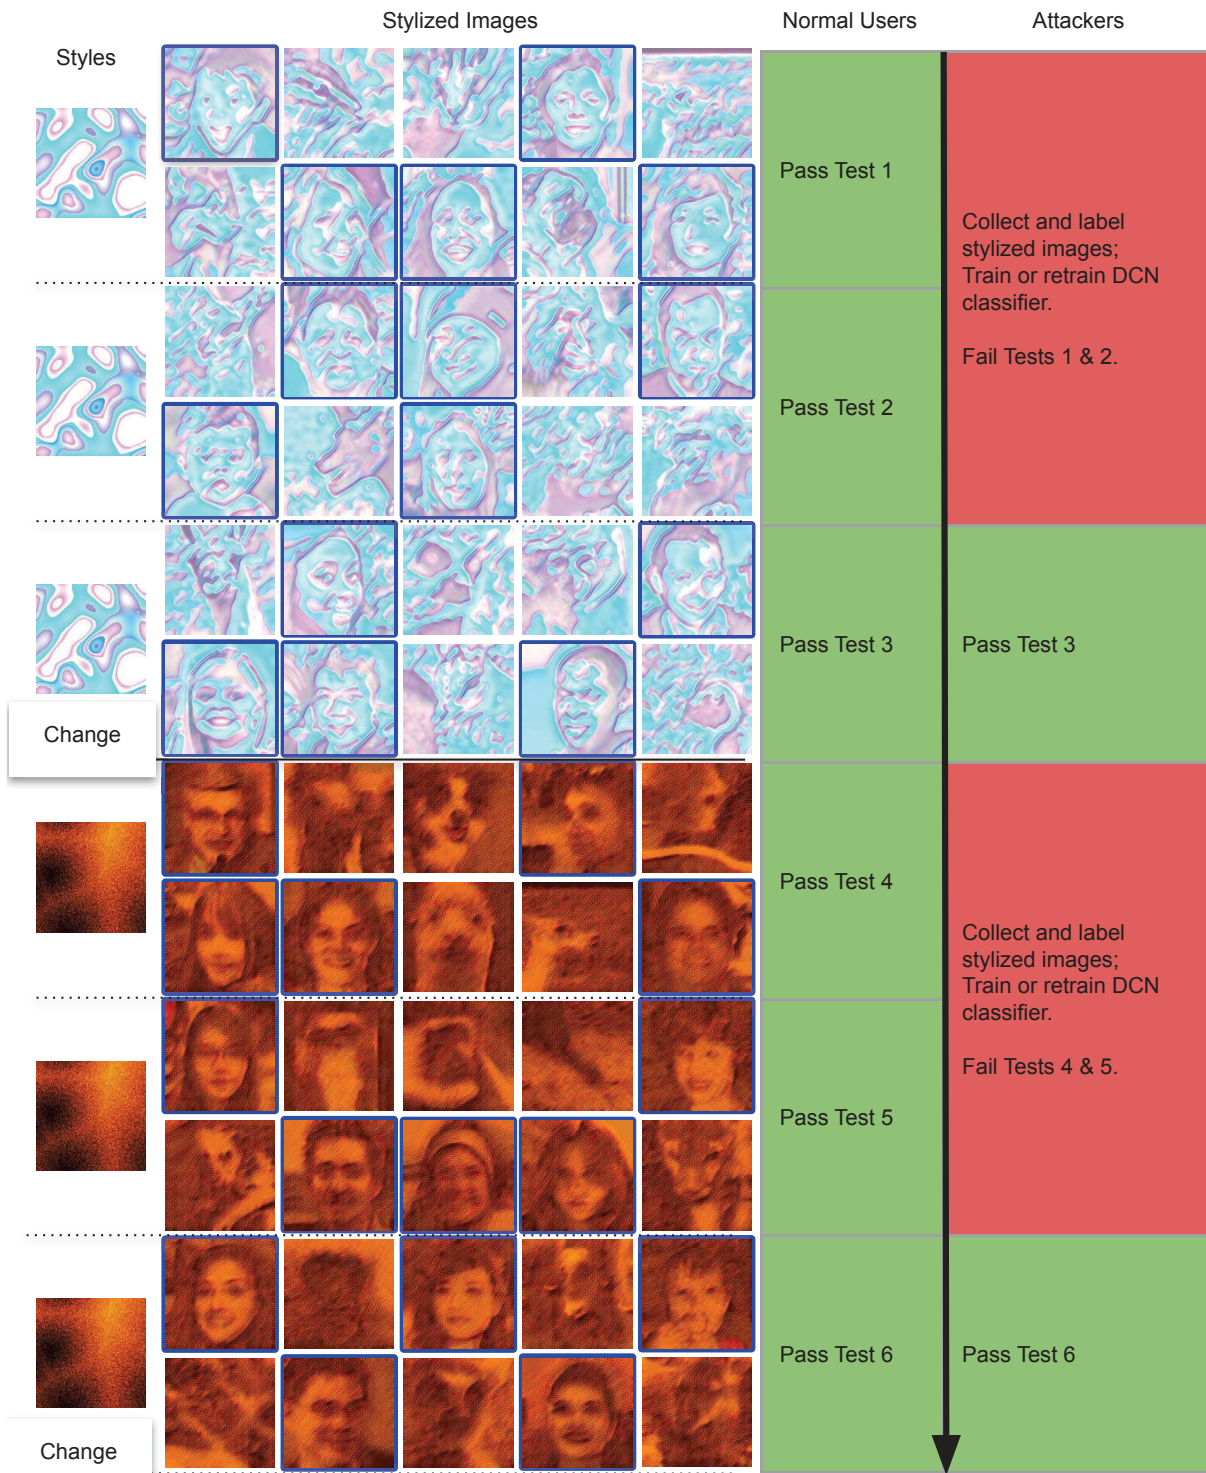 Stylized Images
Normal Users
Attackers
Styles
Pass Test 1
Collect and label
stylized images;
Train or retrain DCN
classifier.
Fail Tests 1 & 2.
Pass Test 2
Pass Test 3
Pass Test 3
Change
Pass Test 4
Collect and label
stylized images;
Train or retrain DCN
classifier.
Fail Tests 4 & 5.
Pass Test 5
Pass Test 6
Pass Test 6
Change